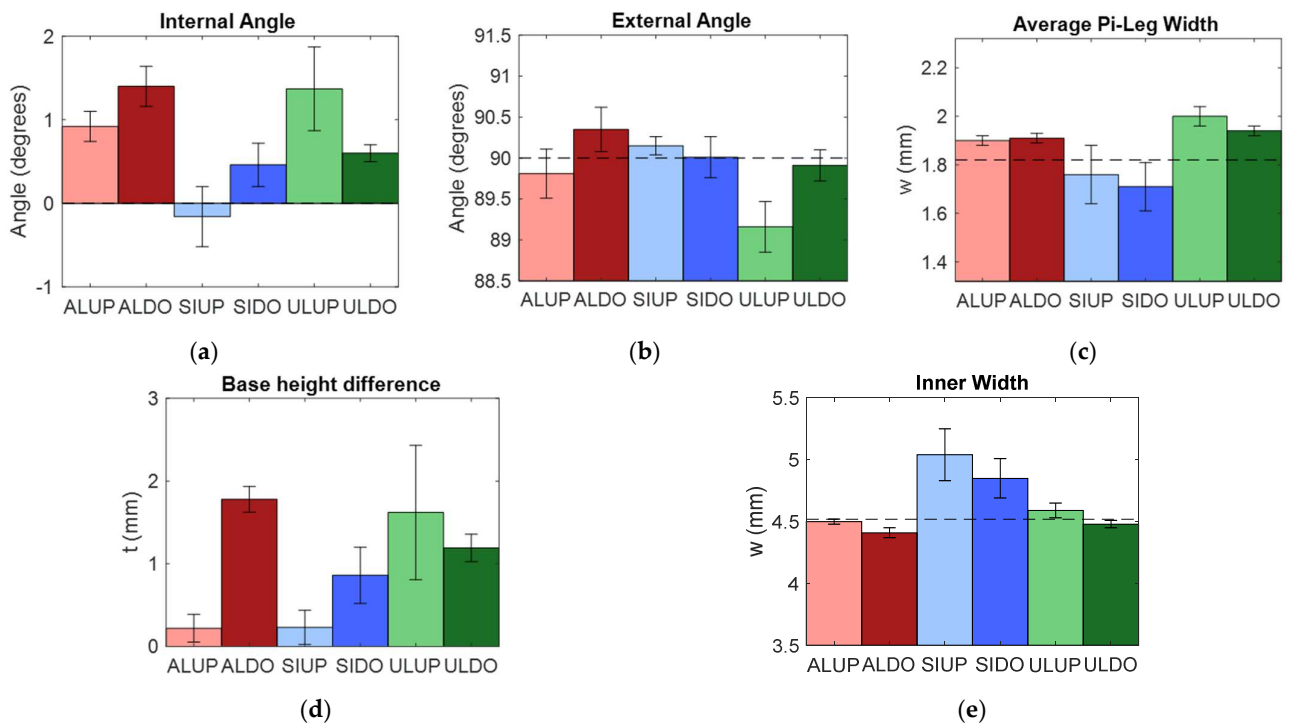 Internal Angle
Angle (degrees)
2
1
0
-1
ALUP ALDO SIUP SIDO ULUP ULDO
(a)
External Angle
Angle (degrees)
91.5
91
90.5
90
89.5
89
88.5
ALUP ALDO SIUP SIDO ULUP ULDO
(b)
Average Pi-Leg Width
w (mm)
2.2
2
1.8
1.6
1.4
ALUP ALDO SIUP SIDO ULUP ULDO
(c)
Base height difference
t (mm)
3
2
1
0
ALUP ALDO SIUP SIDO ULUP ULDO
(d)
Inner Width
w (mm)
5.5
5
4.5
4
3.5
ALUP ALDO SIUP SIDO ULUP ULDO
(e)